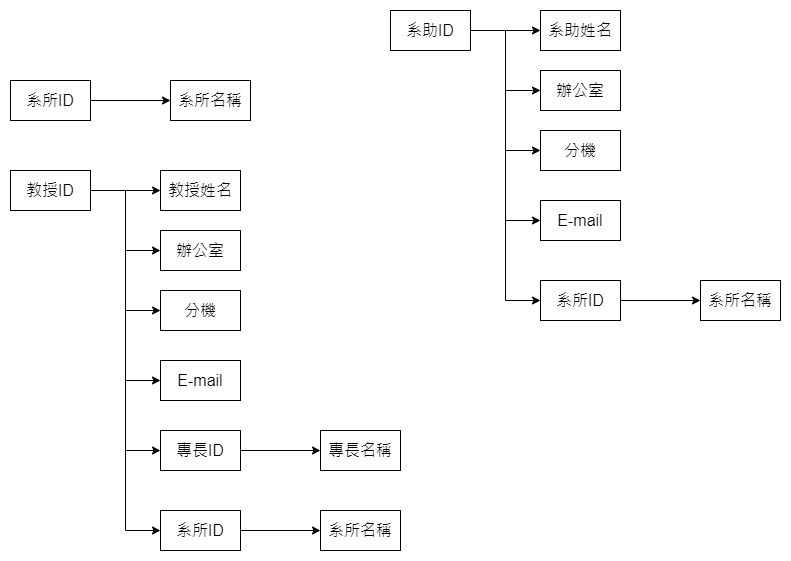 系助ID
系助姓名
辦公室
分機
E-mail
系所ID
系所名稱
系所ID
系所名稱
教授ID
教授姓名
辦公室
分機
E-mail
專長ID
專長名稱
系所ID
系所名稱